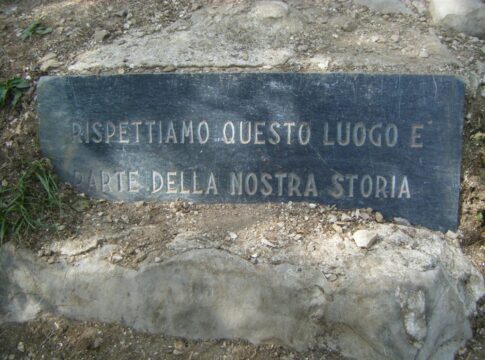 RISPETTIAMO QUESTO LUOGO E'
PARTE DELLA NOSTRA STORIA